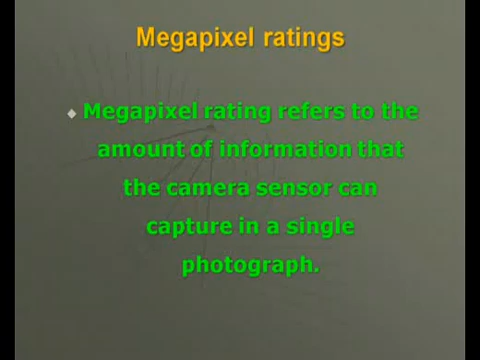 Megapixel ratings
Megapixel rating refers to the
amount of information that
the camera sensor can
capture in a single
photograph.